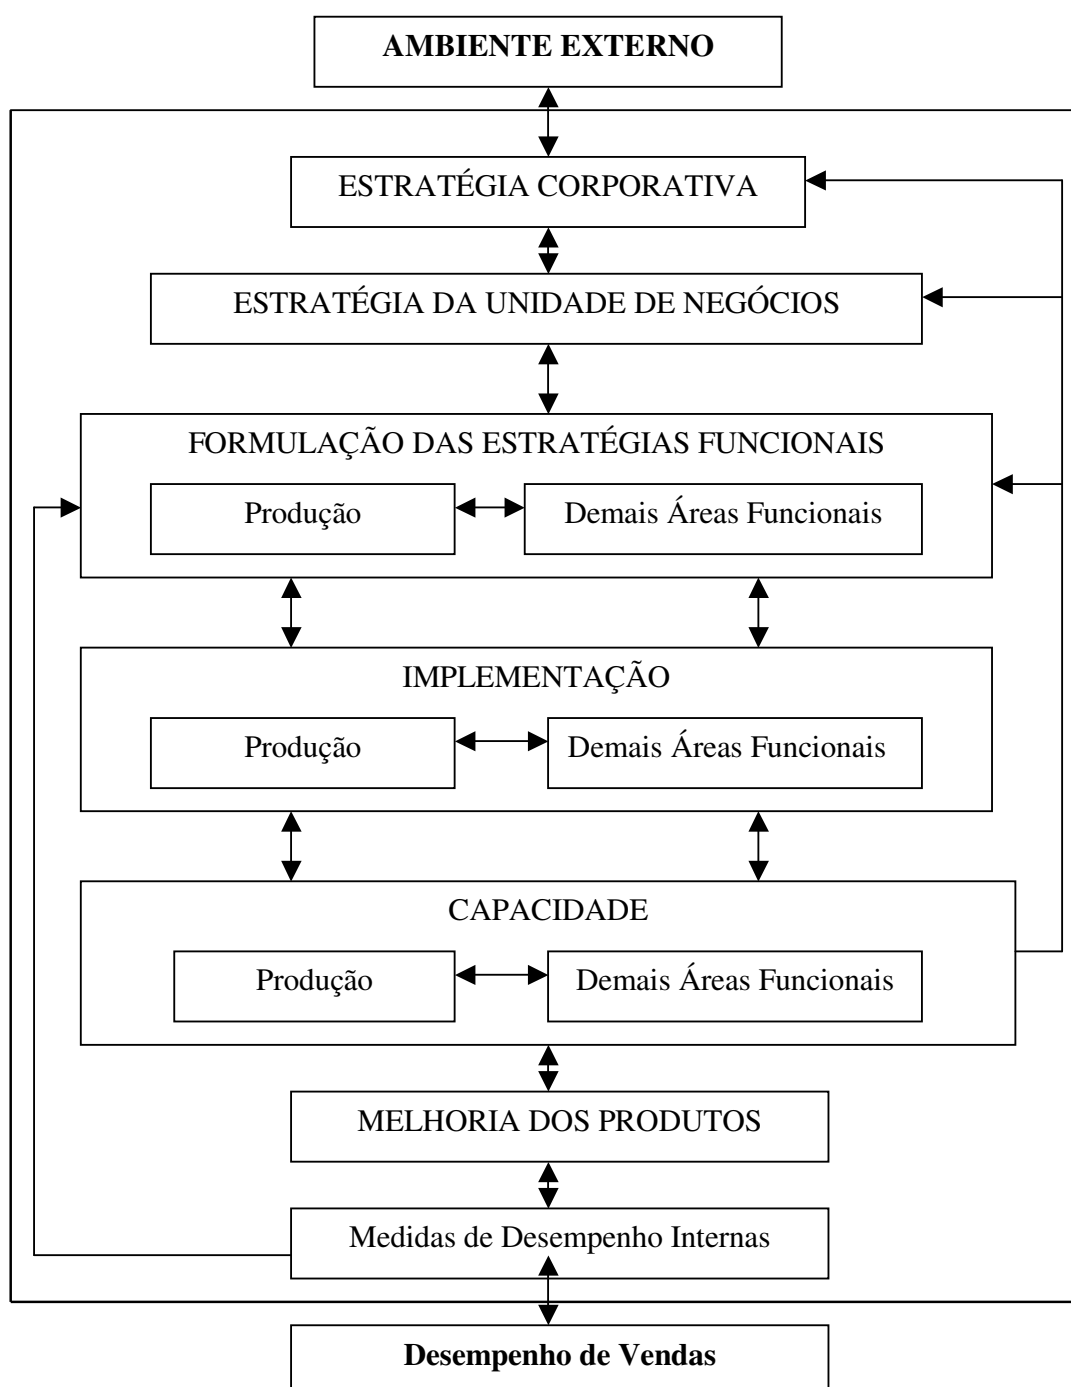 AMBIENTE EXTERNO
ESTRATÉGIA CORPORATIVA
ESTRATÉGIA DA UNIDADE DE NEGÓCIOS
FORMULAÇÃO DAS ESTRATÉGIAS FUNCIONAIS
Produção
Demais Áreas Funcionais
IMPLEMENTAÇÃO
Produção
Demais Áreas Funcionais
CAPACIDADE
Produção
Demais Áreas Funcionais
MELHORIA DOS PRODUTOS
Medidas de Desempenho Internas
Desempenho de Vendas